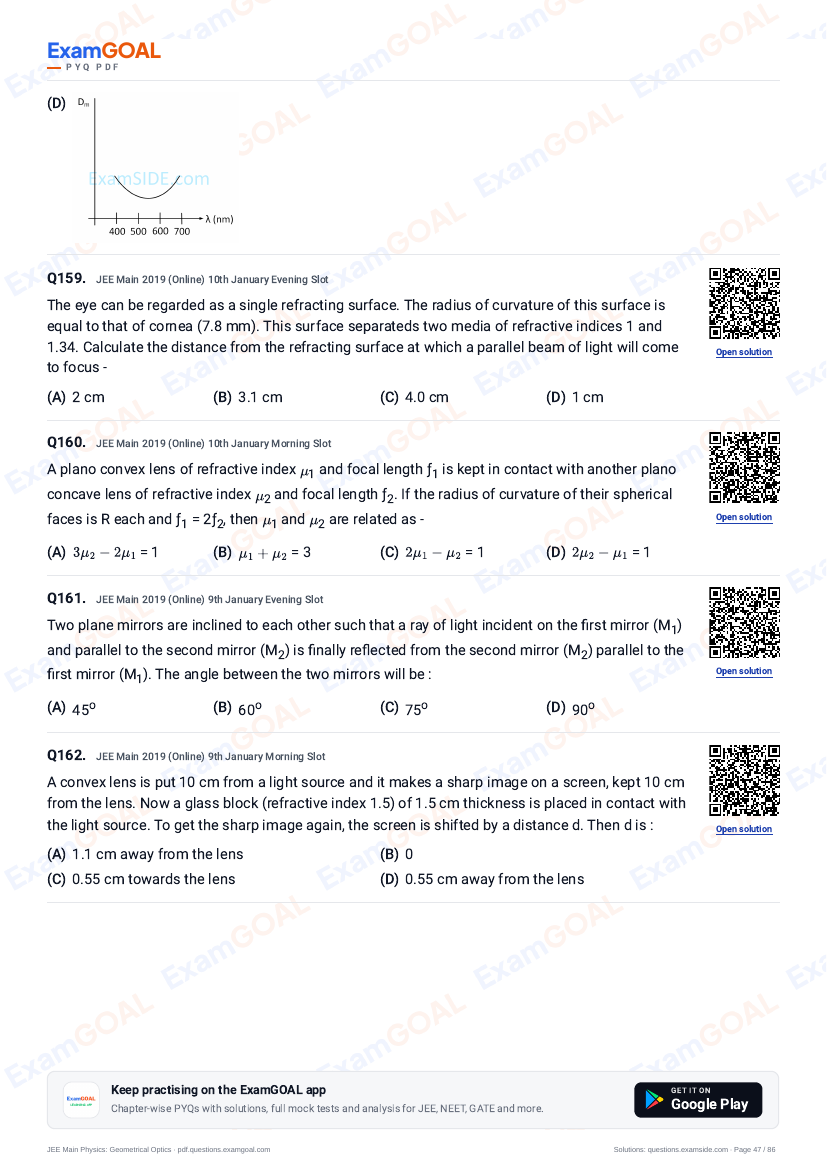 ExamGOAL
PYQ PDF
(D) Dm
ExamSIDE.com
λ (nm)
400 500 600 700
Q159. JEE Main 2019 (Online) 10th January Evening Slot
The eye can be regarded as a single refracting surface. The radius of curvature of this surface is
equal to that of cornea (7.8 mm). This surface separateds two media of refractive indices 1 and
1.34. Calculate the distance from the refracting surface at which a parallel beam of light will come
to focus -
Open solution
(A) 2 cm (B) 3.1 cm (C) 4.0 cm (D) 1 cm
Q160. JEE Main 2019 (Online) 10th January Morning Slot
A plano convex lens of refractive index μ1 and focal length ƒ1 is kept in contact with another plano
concave lens of refractive index μ2 and focal length ƒ2. If the radius of curvature of their spherical
faces is R each and ƒ1 = 2ƒ2, then μ1 and μ2 are related as -
Open solution
(A) 3μ2 − 2μ1 = 1 (B) μ1 + μ2 = 3 (C) 2μ1 − μ2 = 1 (D) 2μ2 − μ1 = 1
Q161. JEE Main 2019 (Online) 9th January Evening Slot
Two plane mirrors are inclined to each other such that a ray of light incident on the first mirror (M1)
and parallel to the second mirror (M2) is finally reflected from the second mirror (M2) parallel to the
first mirror (M1). The angle between the two mirrors will be :
Open solution
(A) 45o (B) 60o (C) 75o (D) 90o
Q162. JEE Main 2019 (Online) 9th January Morning Slot
A convex lens is put 10 cm from a light source and it makes a sharp image on a screen, kept 10 cm
from the lens. Now a glass block (refractive index 1.5) of 1.5 cm thickness is placed in contact with
the light source. To get the sharp image again, the screen is shifted by a distance d. Then d is :
Open solution
(A) 1.1 cm away from the lens (B) 0
(C) 0.55 cm towards the lens (D) 0.55 cm away from the lens
Keep practising on the ExamGOAL app
Chapter-wise PYQs with solutions, full mock tests and analysis for JEE, NEET, GATE and more.
GET IT ON
Google Play
JEE Main Physics: Geometrical Optics · pdf.questions.examgoal.com Solutions: questions.examside.com · Page 47 / 86